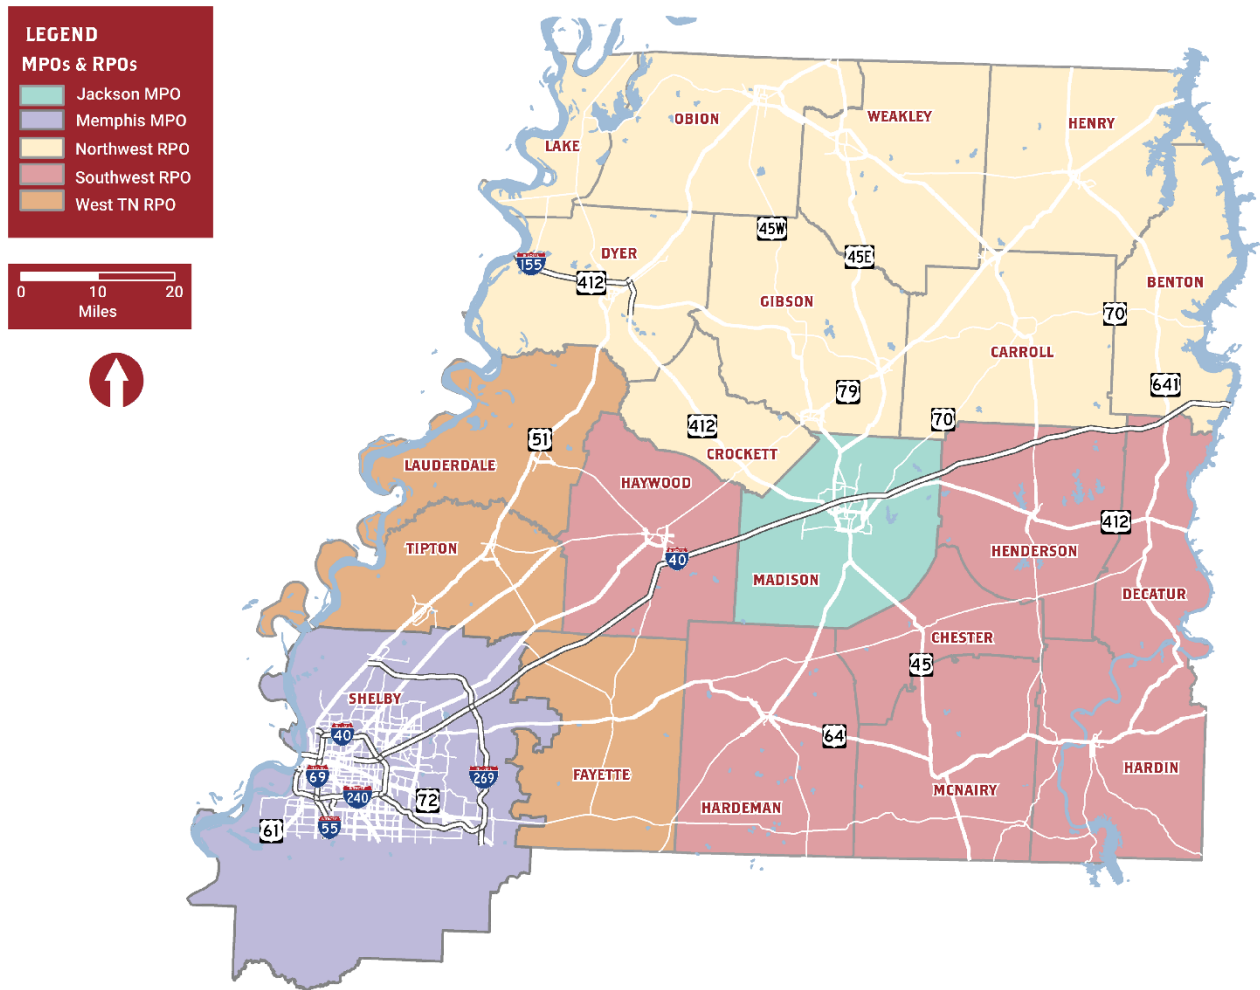 LEGEND
MPOs & RPOs
Jackson MPO
Memphis MPO
Northwest RPO
Southwest RPO
West TN RPO
0 10 20
Miles
OBION
WEAKLEY
HENRY
LAKE
45W
DYER
45E
155
412
BENTON
GIBSON
70
CARROLL
641
79
70
412
51
CROCKETT
LAUDERDALE
HAYWOOD
412
TIPTON
40
HENDERSON
MADISON
DECATUR
CHESTER
45
SHELBY
40
64
HARDIN
69
269
FAYETTE
240
72
MCNAIRY
HARDEMAN
61
55